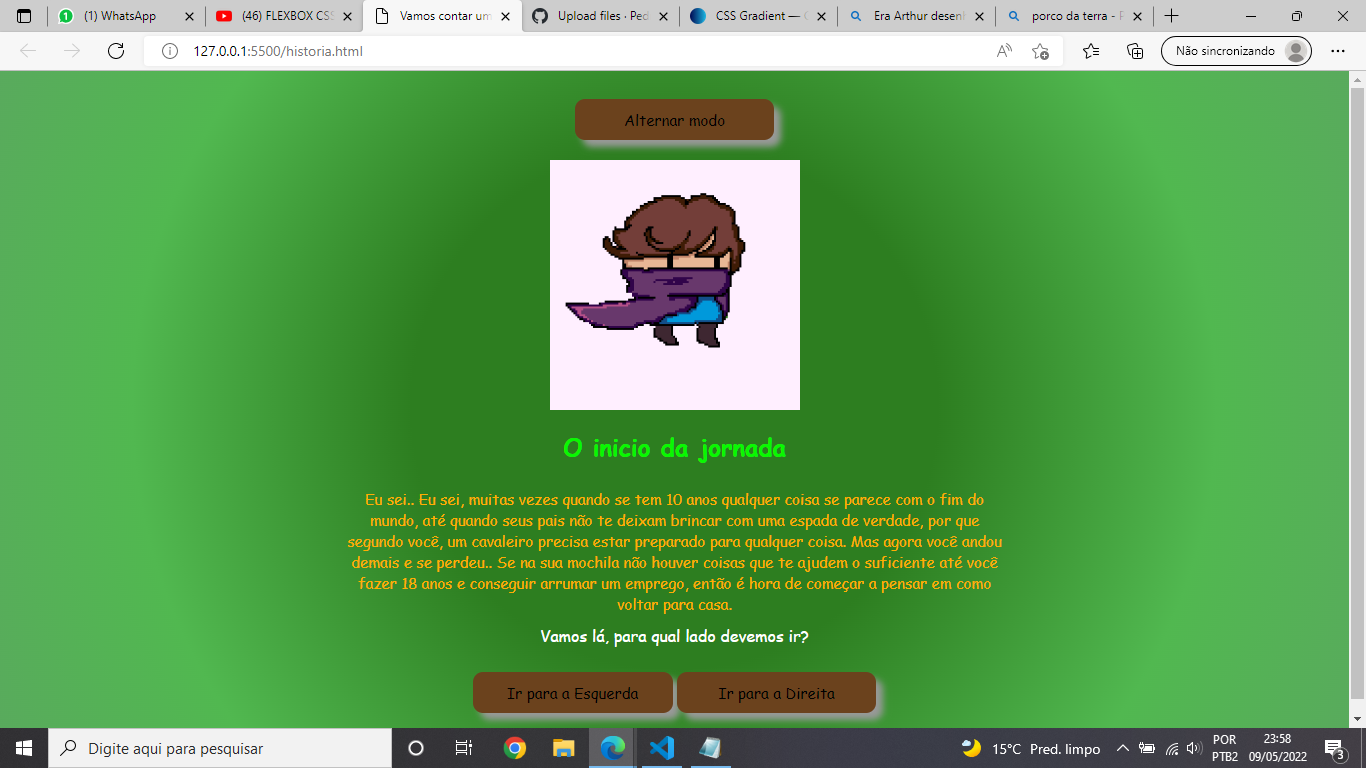 (1) WhatsApp
(46) FLEXBOX CSS
Vamos contar um
Upload files · Ped
CSS Gradient — 
Era Arthur desen
porco da terra - 
127.0.0.1:5500/historia.html
Não sincronizando
Alternar modo
O inicio da jornada
Eu sei.. Eu sei, muitas vezes quando se tem 10 anos qualquer coisa se parece com o fim do
mundo, até quando seus pais não te deixam brincar com uma espada de verdade, por que
segundo você, um cavaleiro precisa estar preparado para qualquer coisa. Mas agora você andou
demais e se perdeu.. Se na sua mochila não houver coisas que te ajudem o suficiente até você
fazer 18 anos e conseguir arrumar um emprego, então é hora de começar a pensar em como
voltar para casa.
Vamos lá, para qual lado devemos ir?
Ir para a Esquerda
Ir para a Direita
Digite aqui para pesquisar
15°C Pred. limpo
POR
PTB2
23:58
09/05/2022
3